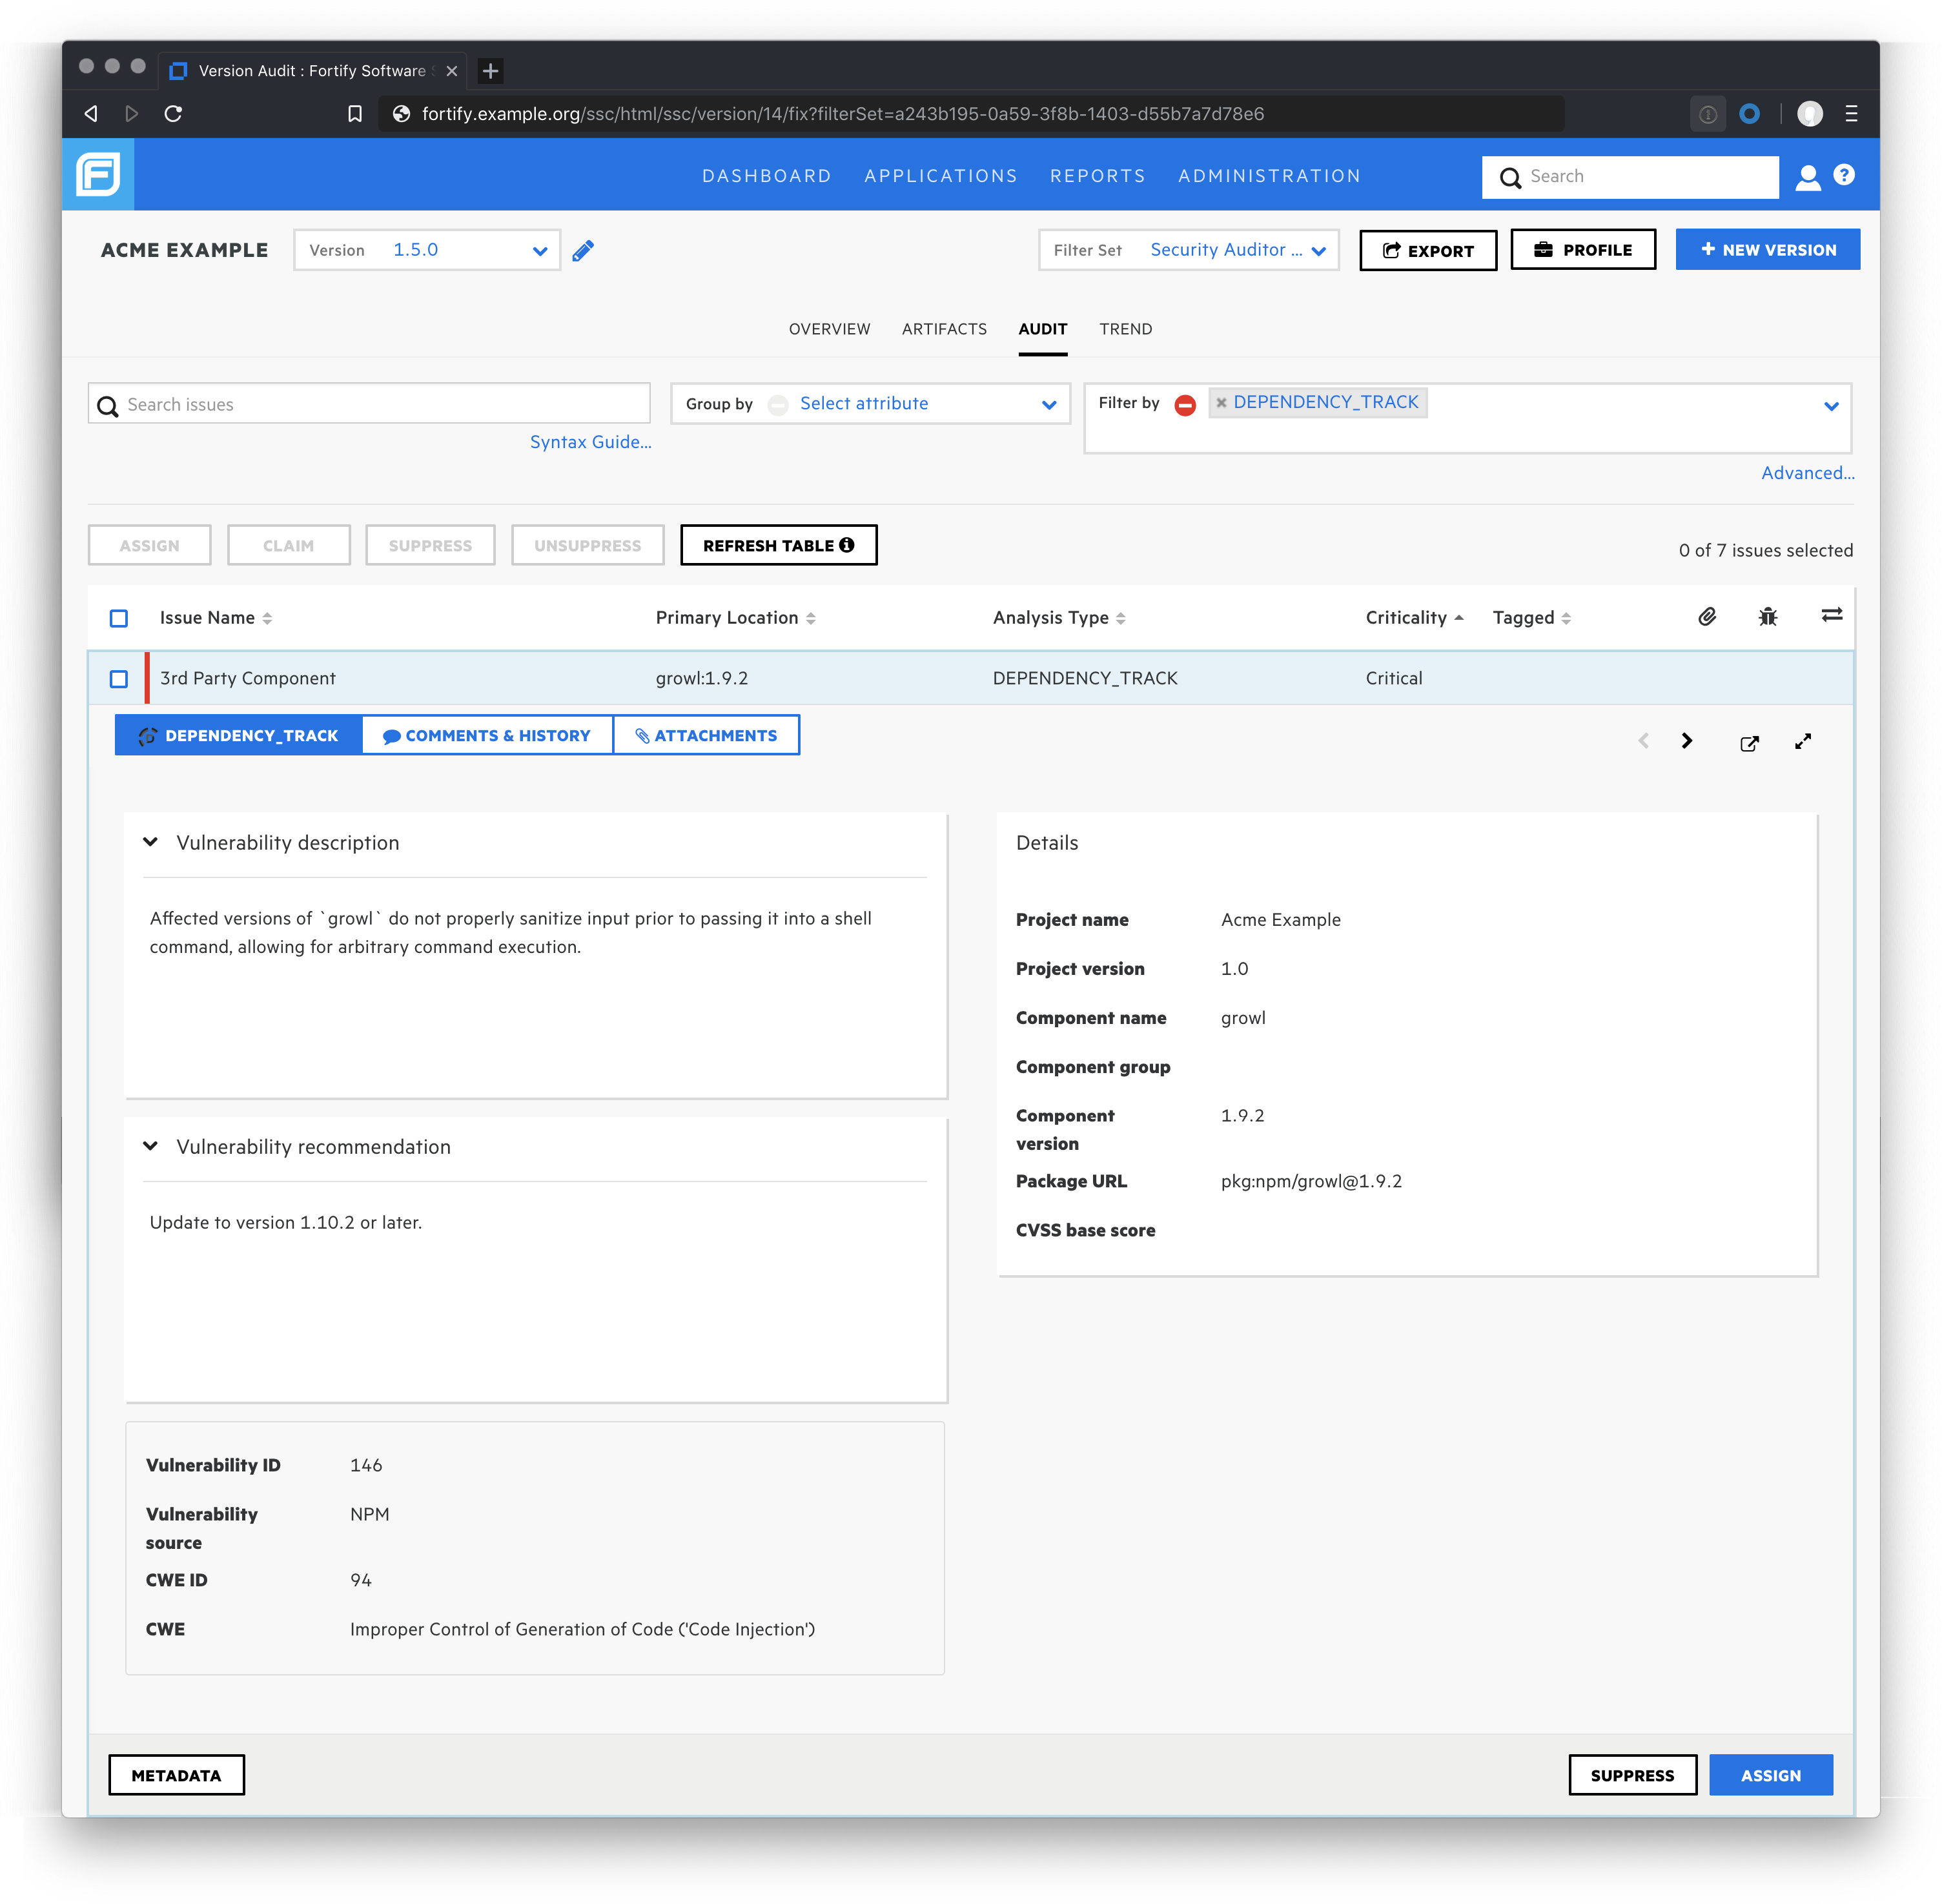 Version Audit : Fortify Software
fortify.example.org/ssc/html/ssc/version/14/fix?filterSet=a243b195-0a59-3f8b-1403-d55b7a7d78e6
DASHBOARD APPLICATIONS REPORTS ADMINISTRATION Search
ACME EXAMPLE Version 1.5.0 Filter Set Security Auditor ... EXPORT PROFILE + NEW VERSION
OVERVIEW ARTIFACTS AUDIT TREND
Search issues Group by Select attribute Filter by × DEPENDENCY_TRACK
Syntax Guide...
Advanced...
ASSIGN CLAIM SUPPRESS UNSUPPRESS REFRESH TABLE 0 of 7 issues selected
Issue Name Primary Location Analysis Type Criticality Tagged
3rd Party Component growl:1.9.2 DEPENDENCY_TRACK Critical
DEPENDENCY_TRACK COMMENTS & HISTORY ATTACHMENTS
Vulnerability description
Affected versions of `growl` do not properly sanitize input prior to passing it into a shell
command, allowing for arbitrary command execution.
Vulnerability recommendation
Update to version 1.10.2 or later.
Vulnerability ID 146
Vulnerability NPM
source
CWE ID 94
CWE Improper Control of Generation of Code ('Code Injection')
Details
Project name Acme Example
Project version 1.0
Component name growl
Component group
Component 1.9.2
version
Package URL pkg:npm/growl@1.9.2
CVSS base score
METADATA SUPPRESS ASSIGN